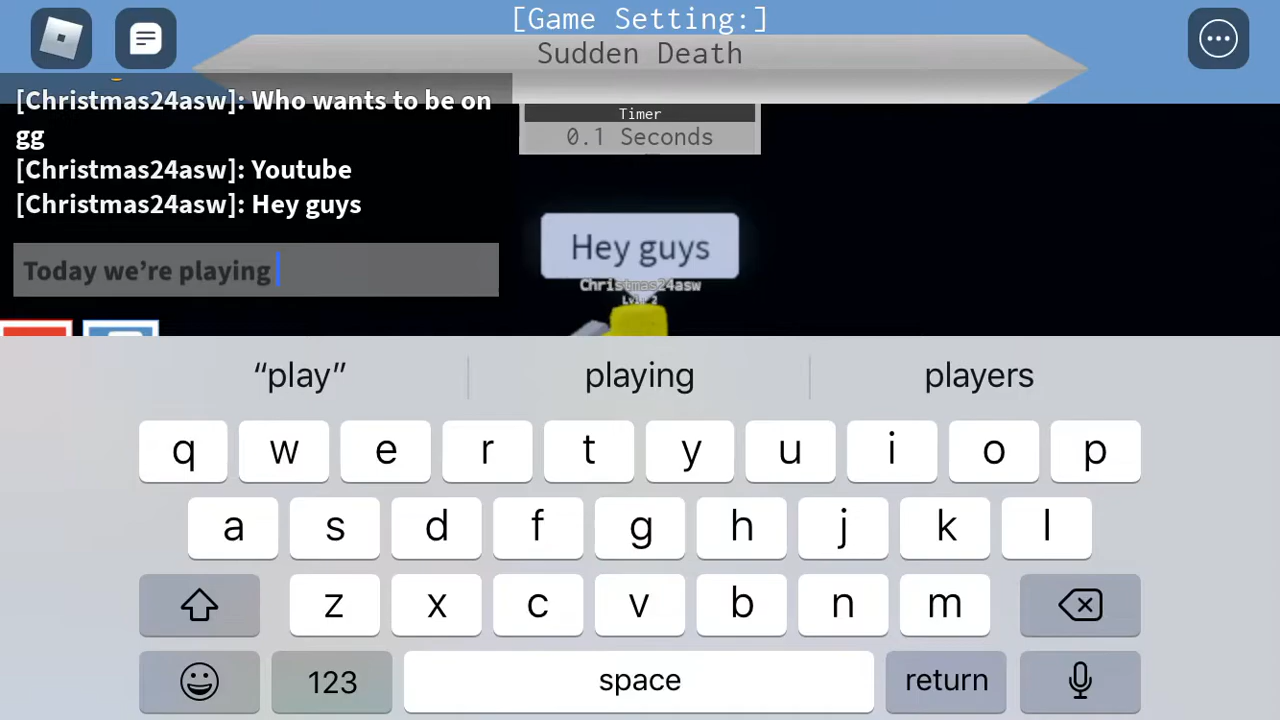 [Game Setting:]
Sudden Death
Timer
0.1 Seconds
[Christmas24asw]: Who wants to be on
gg
[Christmas24asw]: Youtube
[Christmas24asw]: Hey guys
Today we’re playing
Hey guys
Christmas24asw
“play” playing players
q w e r t y u i o p
a s d f g h j k l
z x c v b n m
123 space return